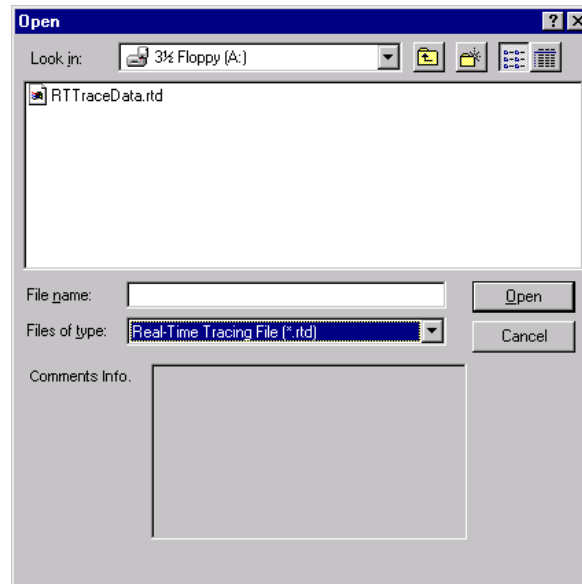 Open
Look in: 3½ Floppy (A:)
RTTraceData.rtd
File name: Open
Files of type: Real-Time Tracing File (*.rtd) Cancel
Comments Info.